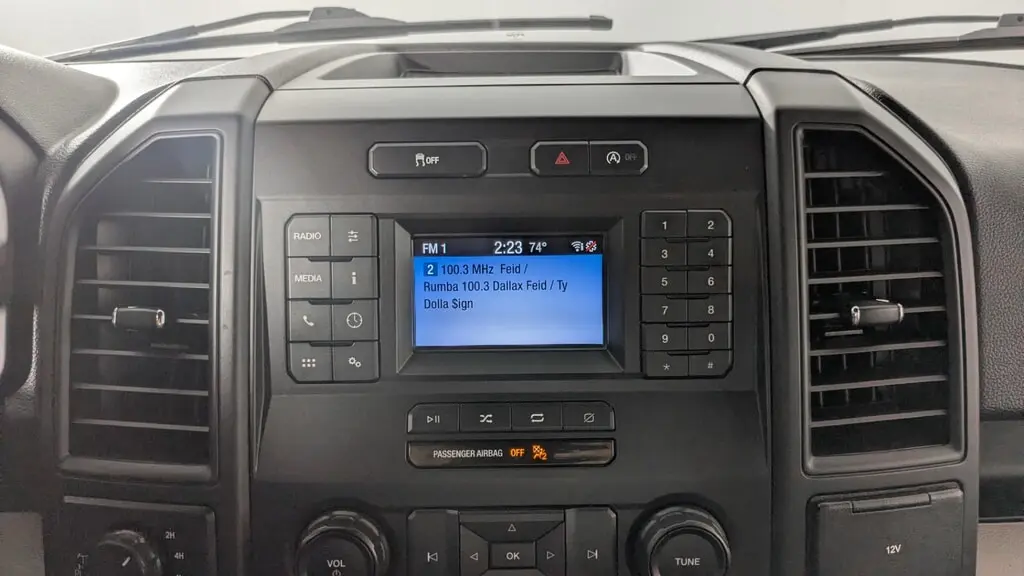 OFF
OFF
RADIO
MEDIA
FM 1 2:23 74°
2 100.3 MHz Feid /
Rumba 100.3 Dallax Feid / Ty
Dolla $ign
1 2
3 4
5 6
7 8
9 0
* #
PASSENGER AIRBAG OFF
2H
4H
VOL
OK
TUNE
12V